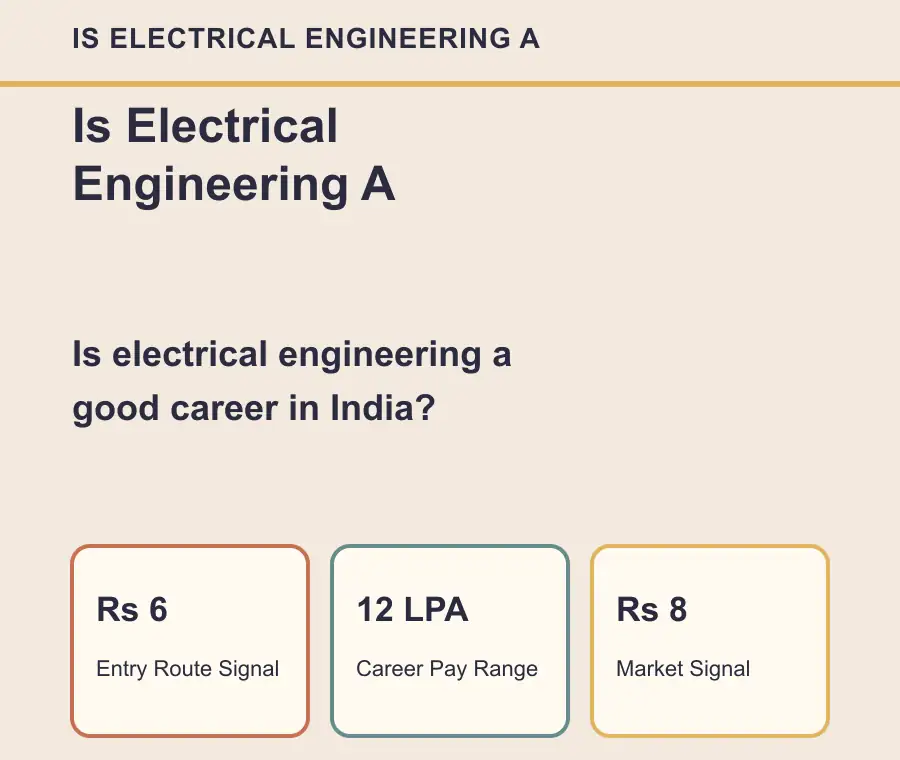 IS ELECTRICAL ENGINEERING A
Is Electrical
Engineering A
Is electrical engineering a
good career in India?
Rs 6
Entry Route Signal
12 LPA
Career Pay Range
Rs 8
Market Signal